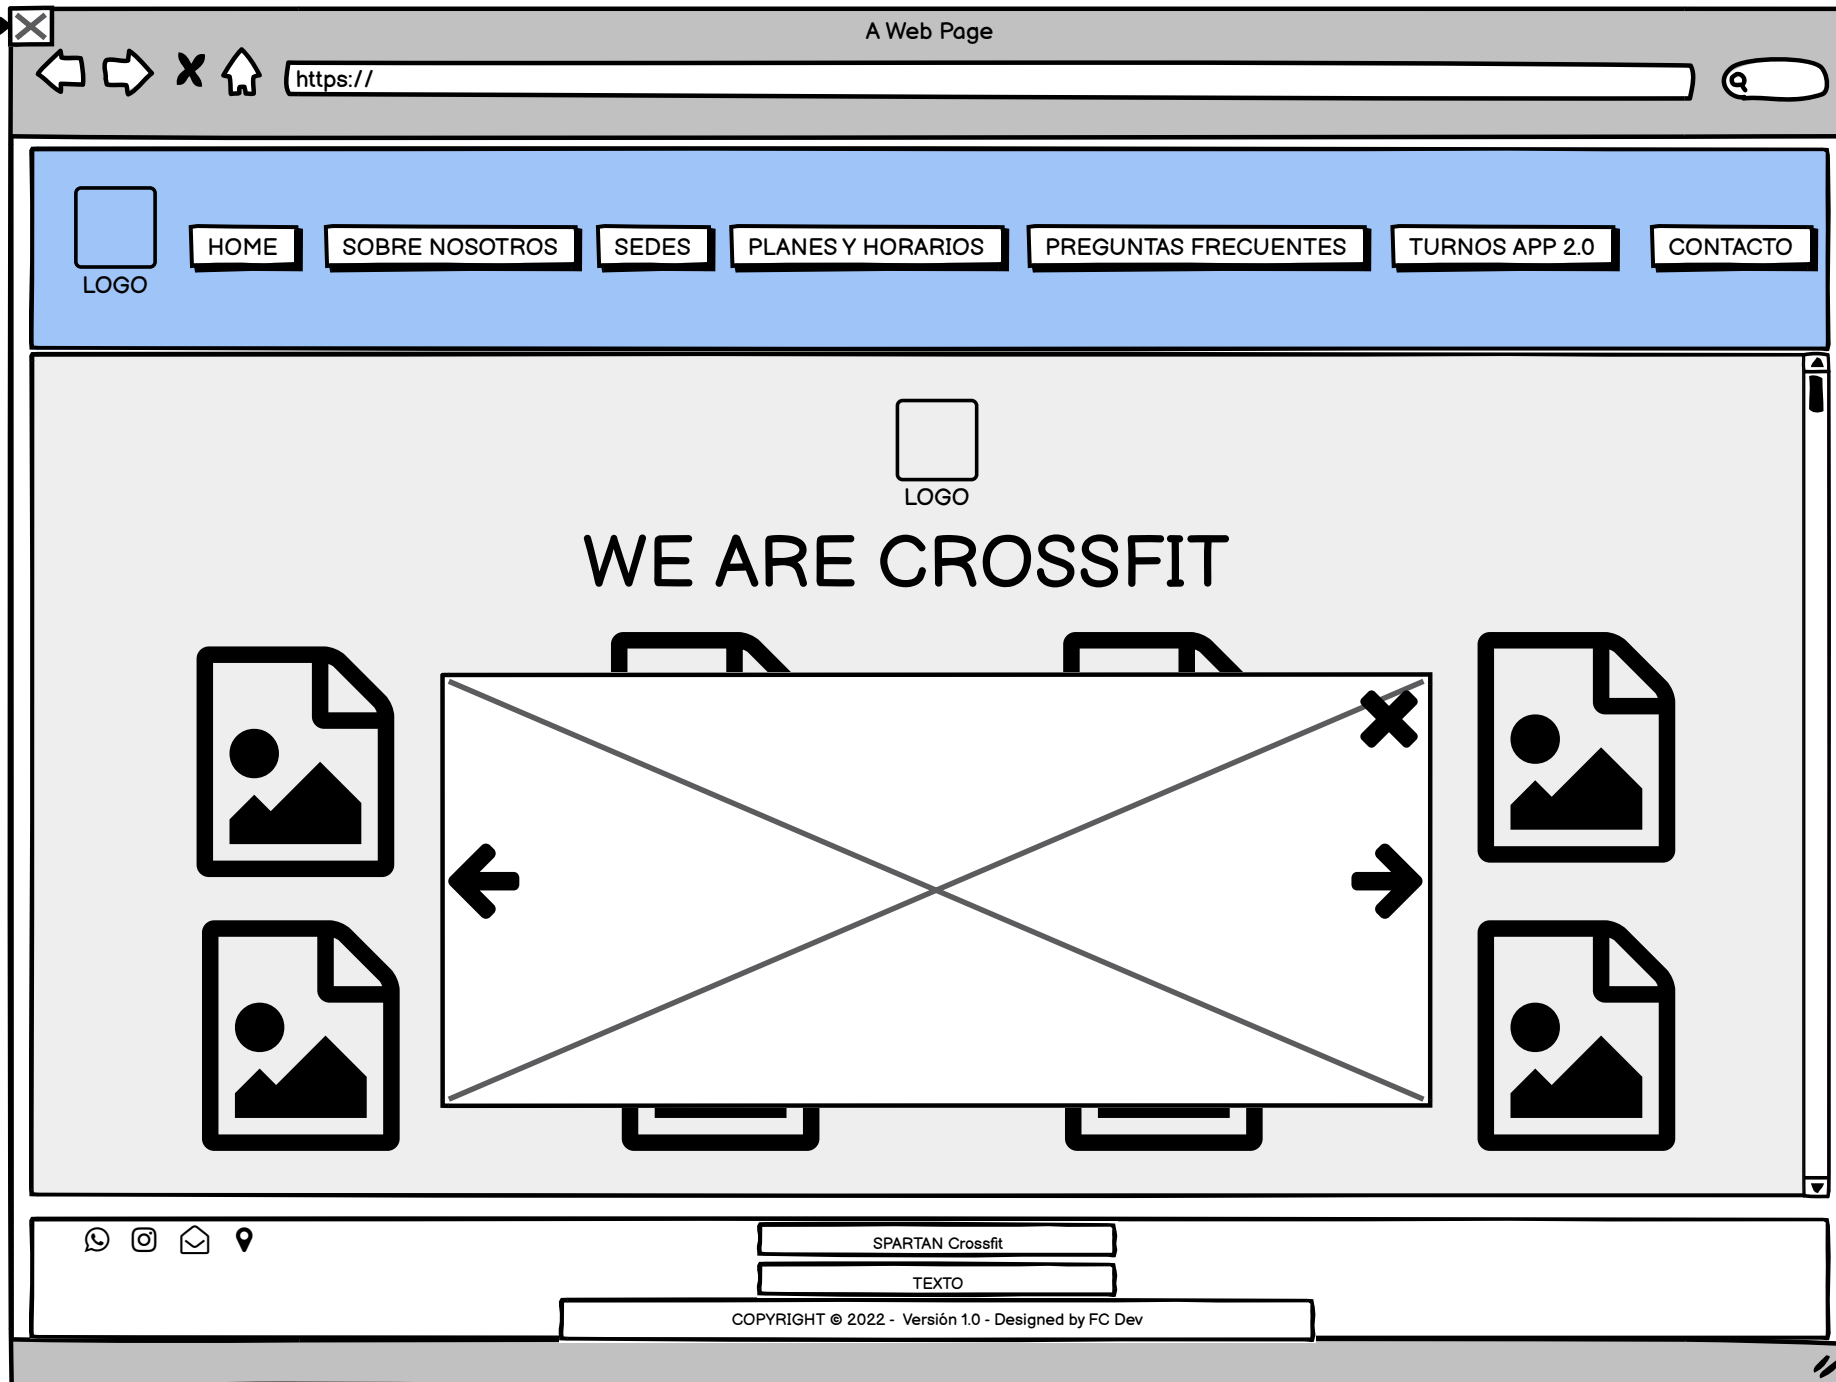 A Web Page
https://
LOGO
HOME
SOBRE NOSOTROS
SEDES
PLANES Y HORARIOS
PREGUNTAS FRECUENTES
TURNOS APP 2.0
CONTACTO
LOGO
WE ARE CROSSFIT
SPARTAN Crossfit
TEXTO
COPYRIGHT © 2022 - Versión 1.0 - Designed by FC Dev